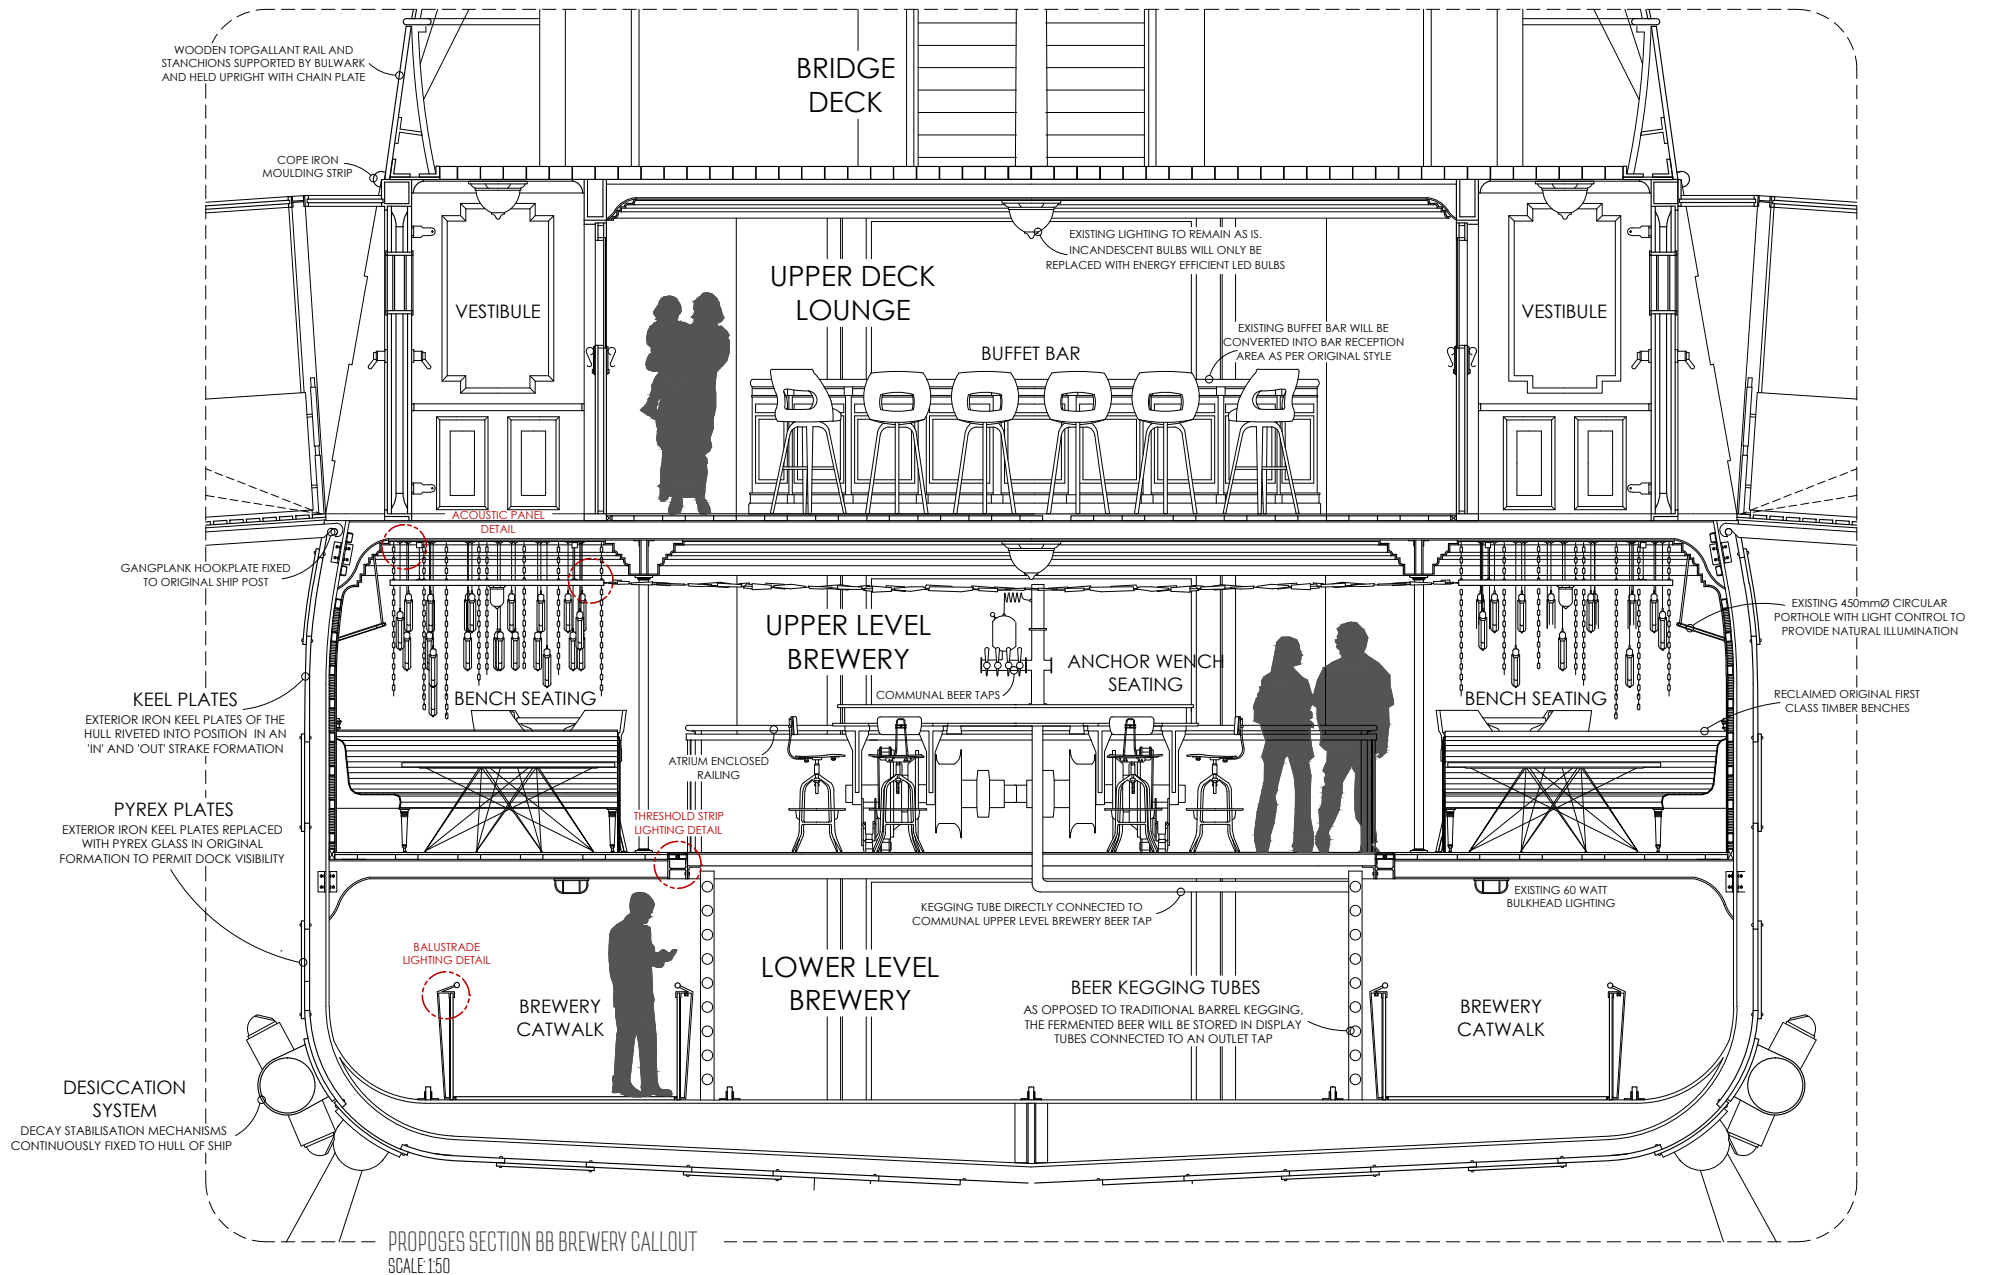 WOODEN TOPGALLANT RAIL AND
STANCHIONS SUPPORTED BY BULWARK
AND HELD UPRIGHT WITH CHAIN PLATE
BRIDGE
DECK
COPE IRON
MOULDING STRIP
EXISTING LIGHTING TO REMAIN AS IS.
INCANDESCENT BULBS WILL ONLY BE
REPLACED WITH ENERGY EFFICIENT LED BULBS
UPPER DECK
LOUNGE
VESTIBULE
VESTIBULE
BUFFET BAR
EXISTING BUFFET BAR WILL BE
CONVERTED INTO BAR RECEPTION
AREA AS PER ORIGINAL STYLE
ACOUSTIC PANEL
DETAIL
GANGPLANK HOOKPLATE FIXED
TO ORIGINAL SHIP POST
EXISTING 450mmØ CIRCULAR
PORTHOLE WITH LIGHT CONTROL TO
PROVIDE NATURAL ILLUMINATION
UPPER LEVEL
BREWERY
ANCHOR WENCH
SEATING
COMMUNAL BEER TAPS
BENCH SEATING
BENCH SEATING
KEEL PLATES
EXTERIOR IRON KEEL PLATES OF THE
HULL RIVETED INTO POSITION IN AN
'IN' AND 'OUT' STRAKE FORMATION
RECLAIMED ORIGINAL FIRST
CLASS TIMBER BENCHES
ATRIUM ENCLOSED
RAILING
PYREX PLATES
EXTERIOR IRON KEEL PLATES REPLACED
WITH PYREX GLASS IN ORIGINAL
FORMATION TO PERMIT DOCK VISIBILITY
THRESHOLD STRIP
LIGHTING DETAIL
EXISTING 60 WATT
BULKHEAD LIGHTING
KEGGING TUBE DIRECTLY CONNECTED TO
COMMUNAL UPPER LEVEL BREWERY BEER TAP
BALUSTRADE
LIGHTING DETAIL
LOWER LEVEL
BREWERY
BREWERY
CATWALK
BEER KEGGING TUBES
AS OPPOSED TO TRADITIONAL BARREL KEGGING,
THE FERMENTED BEER WILL BE STORED IN DISPLAY
TUBES CONNECTED TO AN OUTLET TAP
BREWERY
CATWALK
DESICCATION
SYSTEM
DECAY STABILISATION MECHANISMS
CONTINUOUSLY FIXED TO HULL OF SHIP
PROPOSES SECTION BB BREWERY CALLOUT
SCALE: 1:50